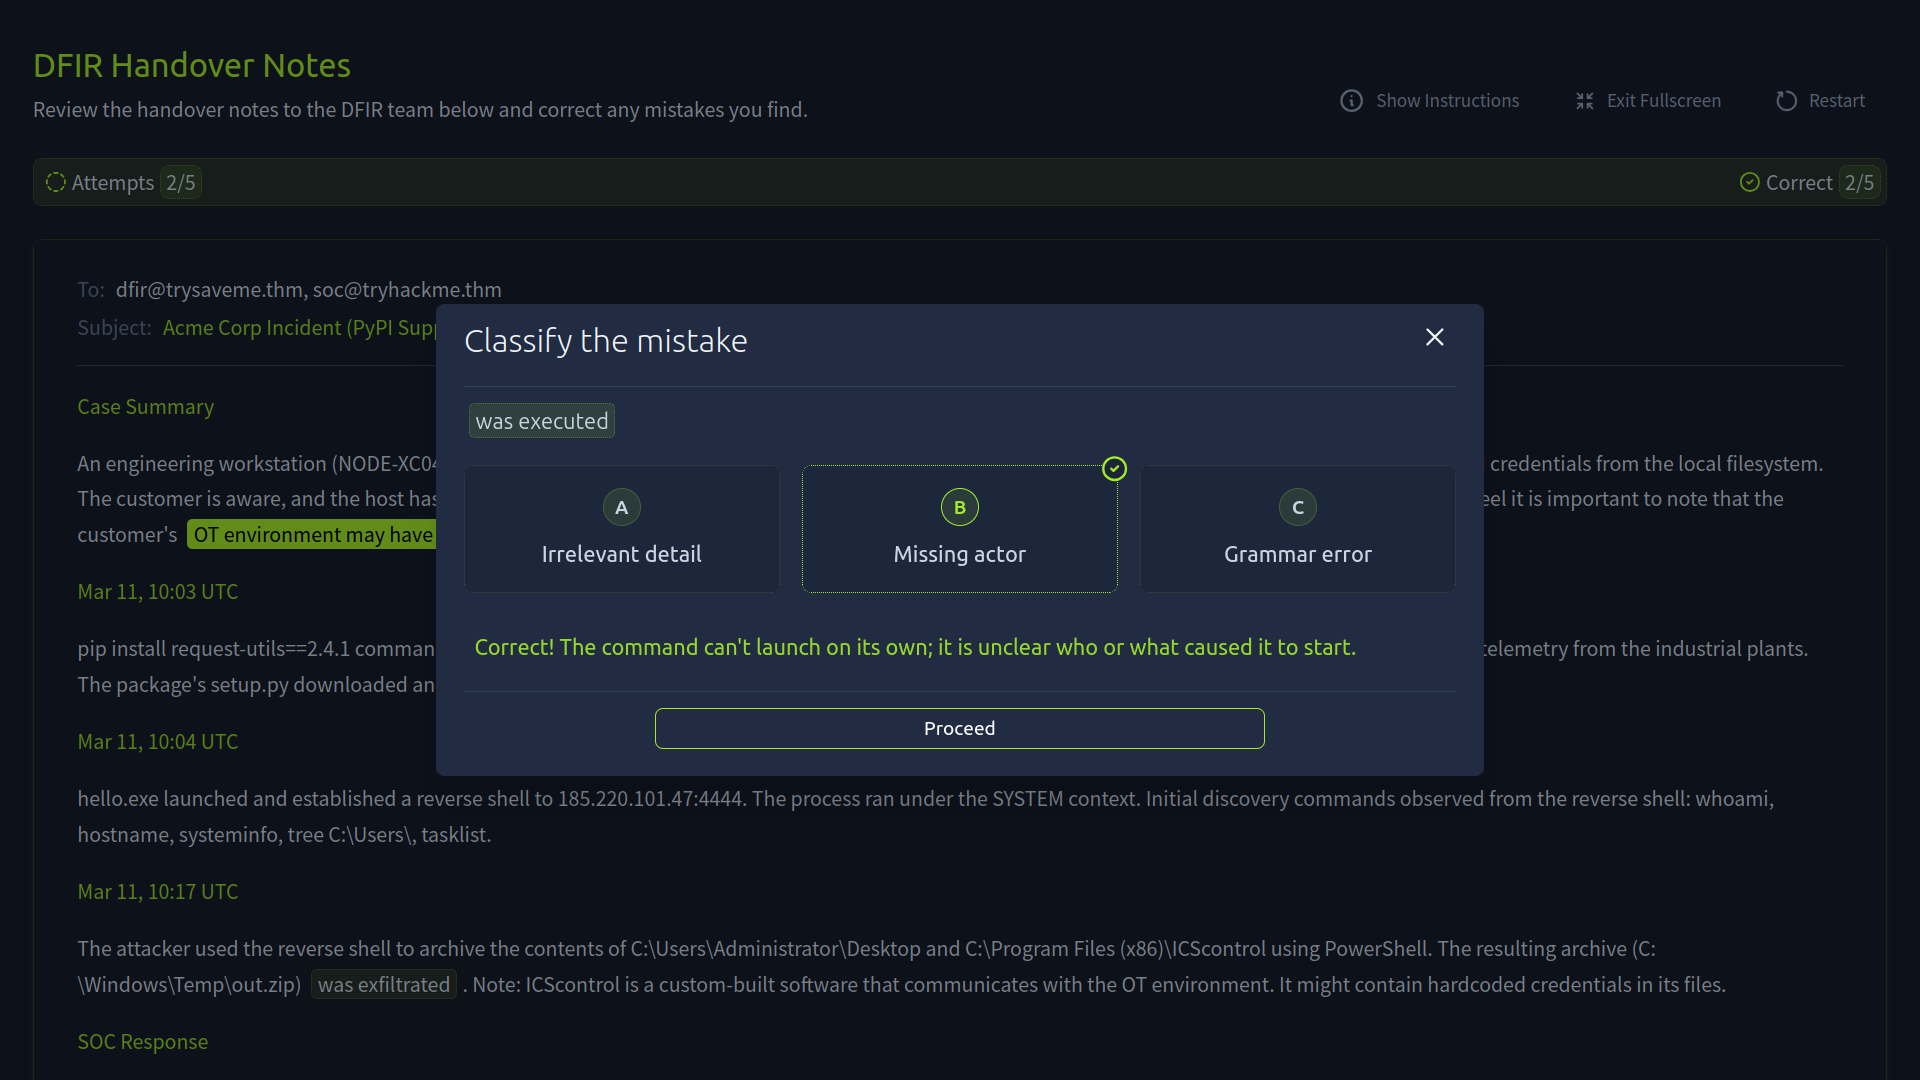 DFIR Handover Notes
Review the handover notes to the DFIR team below and correct any mistakes you find.
Show Instructions
Exit Fullscreen
Restart
Attempts 2/5
Correct 2/5
To: dfir@trysaveme.thm, soc@tryhackme.thm
Subject: Acme Corp Incident (PyPI
Classify the mistake
was executed
A
Irrelevant detail
B
Missing actor
C
Grammar error
Correct! The command can't launch on its own; it is unclear who or what caused it to start.
Proceed
Case Summary
An engineering workstation (NODE-XC04 credentials from the local filesystem.
The customer is aware, and the host has it is important to note that the
customer's OT environment may have
Mar 11, 10:03 UTC
pip install request-utils==2.4.1 telemetry from the industrial plants.
The package's setup.py downloaded
Mar 11, 10:04 UTC
hello.exe launched and established a reverse shell to 185.220.101.47:4444. The process ran under the SYSTEM context. Initial discovery commands observed from the reverse shell: whoami,
hostname, systeminfo, tree C:\Users\, tasklist.
Mar 11, 10:17 UTC
The attacker used the reverse shell to archive the contents of C:\Users\Administrator\Desktop and C:\Program Files (x86)\ICScontrol using PowerShell. The resulting archive (C:
\Windows\Temp\out.zip) was exfiltrated . Note: ICScontrol is a custom-built software that communicates with the OT environment. It might contain hardcoded credentials in its files.
SOC Response